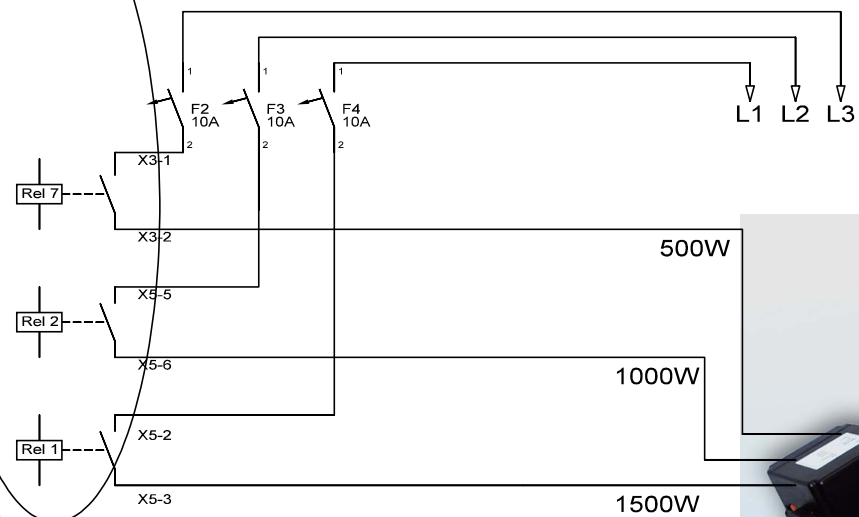 1
1
1
F2
10A
F3
10A
F4
10A
L1
L2
L3
2
2
2
X3-1
Rel 7
X3-2
500W
X5-5
Rel 2
X5-6
1000W
X5-2
Rel 1
X5-3
1500W